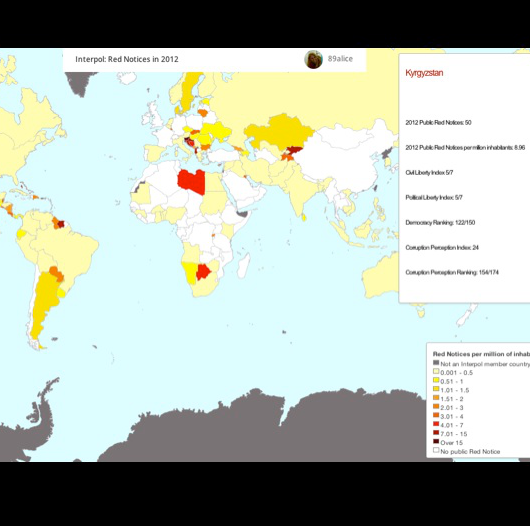 Interpol: Red Notices in 2012
89alice
Kyrgyzstan
2012 Public Red Notices: 50
2012 Public Red Notices per million inhabitants: 8.96
Civil Liberty Index 5/7
Political Liberty Index: 5/7
Democracy Ranking: 122/150
Corruption Perception Index: 24
Corruption Perception Ranking: 154/174
Red Notices per million of inhab
Not an Interpol member country
0.001 - 0.5
0.51 - 1
1.01 - 1.5
1.51 - 2
2.01 - 3
3.01 - 4
4.01 - 7
7.01 - 15
Over 15
No public Red Notice